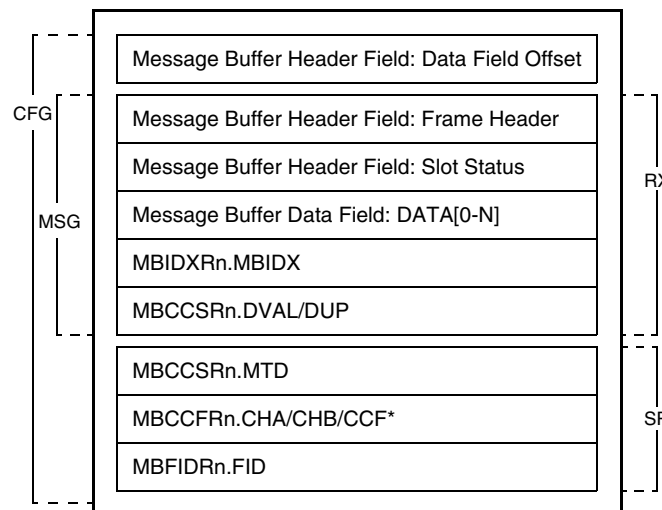 Message Buffer Header Field: Data Field Offset
CFG
Message Buffer Header Field: Frame Header
Message Buffer Header Field: Slot Status
RX
MSG
Message Buffer Data Field: DATA[0-N]
MBIDXRn.MBIDX
MBCCSRn.DVAL/DUP
MBCCSRn.MTD
MBCCFRn.CHA/CHB/CCF*
MBFIDRn.FID